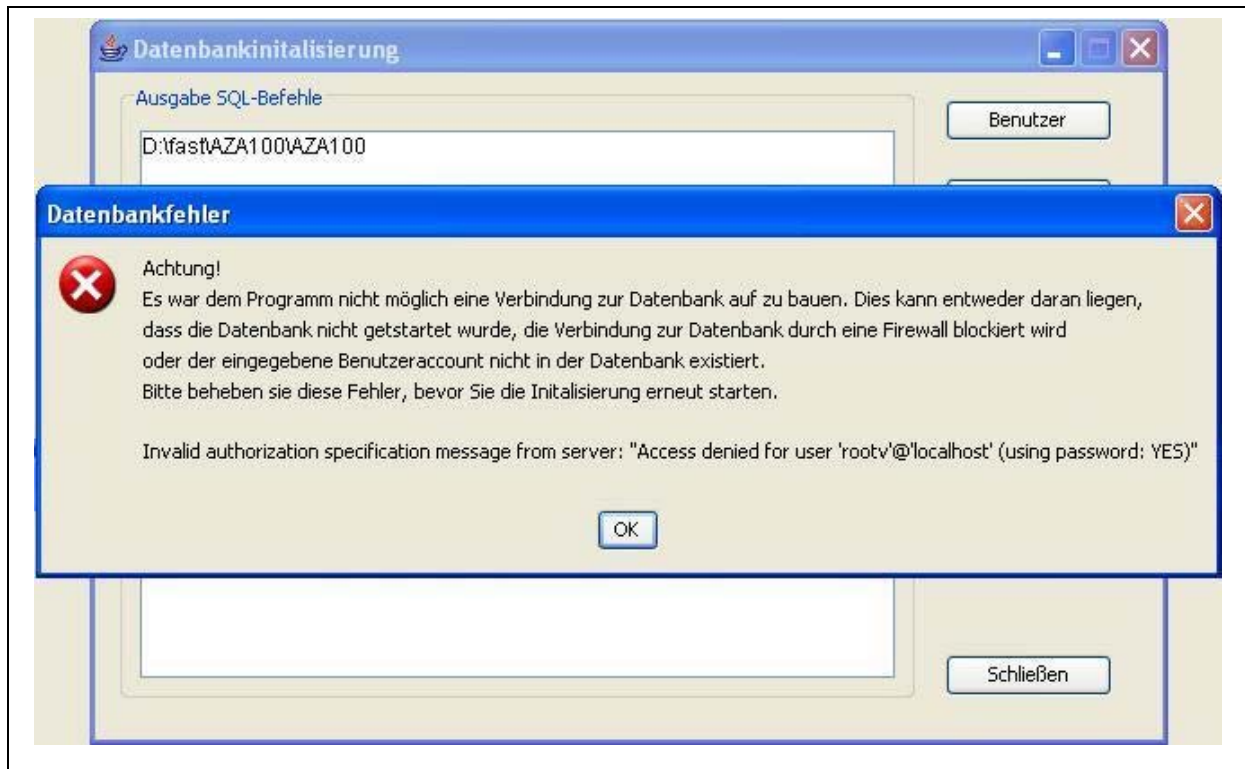 Datenbankinitalisierung
Ausgabe SQL-Befehle
Benutzer
D:\fast\AZA100\AZA100
Datenbankfehler
Achtung!
Es war dem Programm nicht möglich eine Verbindung zur Datenbank auf zu bauen. Dies kann entweder daran liegen,
dass die Datenbank nicht getstartet wurde, die Verbindung zur Datenbank durch eine Firewall blockiert wird
oder der eingegebene Benutzeraccount nicht in der Datenbank existiert.
Bitte beheben sie diese Fehler, bevor Sie die Initalisierung erneut starten.
Invalid authorization specification message from server: "Access denied for user 'rootv'@'localhost' (using password: YES)"
OK
Schließen